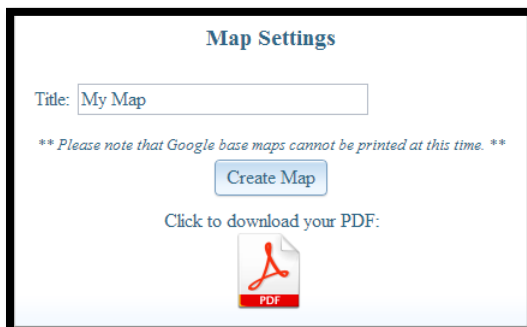 Map Settings
Title: My Map
** Please note that Google base maps cannot be printed at this time. **
Create Map
Click to download your PDF:
PDF